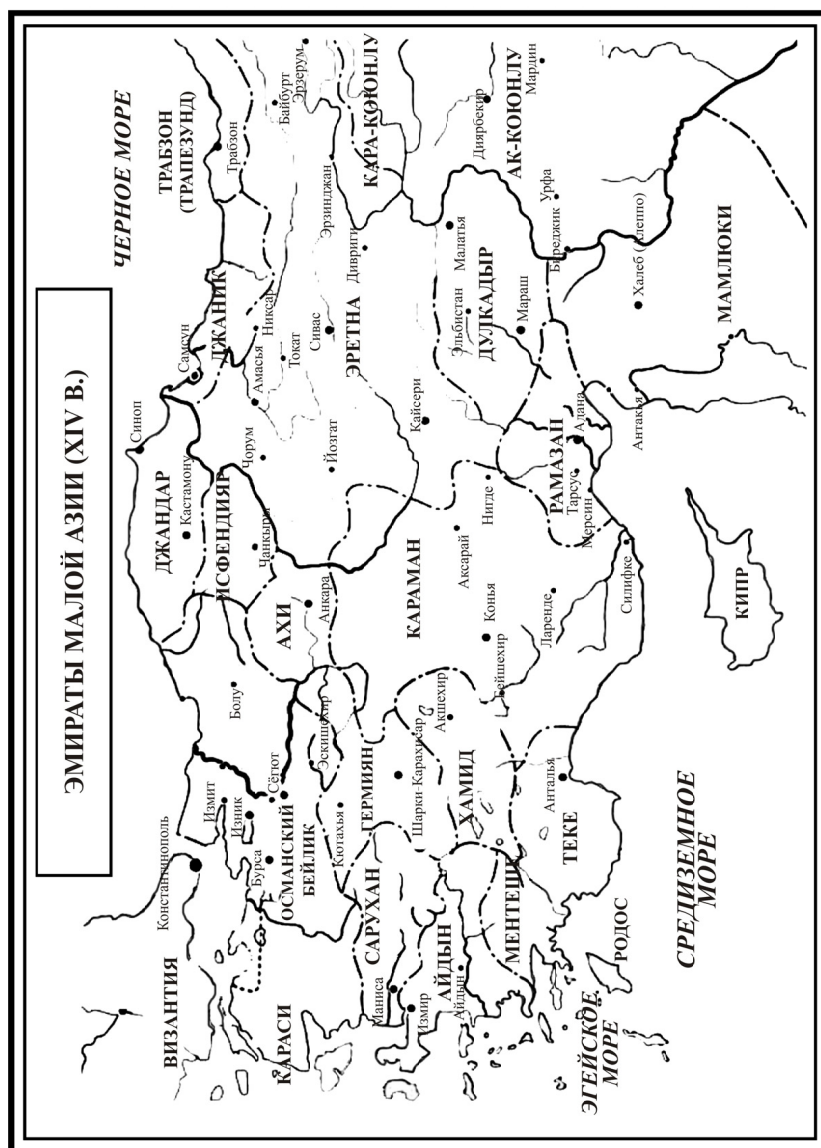 ЭМИРАТЫ МАЛОЙ АЗИИ (XIV В.)
ЧЕРНОЕ МОРЕ
ТРАБЗОН
(ТРАПЕЗУНД)
Трабзон
Байбурт
Эрзерум
КАРА-КОЮНЛУ
Эрзинджан
Диярбекир
АК-КОЮНЛУ
Мардин
Урфа
Биреджик
Халеб (Алеппо)
МАМЛЮКИ
Антакья
Синоп
Самсун
ДЖАНИК
Никсар
Амасья
Токат
Сивас
Дивриги
ЭРЕТНА
Малатья
Эльбистан
ДУЛКАДЫР
Мараш
Кайсери
Йозгат
Чорум
ДЖАНДАР
Кастамону
ИСФЕНДИЯР
Чанкыры
АХИ
Анкара
КАРАМАН
Аксарай
Нигде
РАМАЗАН
Адана
Тарсус
Мерсин
Силифке
Ларенде
Конья
Бейшехир
КИПР
Болу
Эскишехир
Сёгют
Измит
Изник
Бурса
ОСМАНСКИЙ
БЕЙЛИК
Кютахья
ГЕРМИЯН
Шарки-Карахисар
Акшехир
ХАМИД
Анталья
ТЕКЕ
МЕНТЕШЕ
САРУХАН
Маниса
Измир
АЙДЫН
Айдын
Константинополь
ВИЗАНТИЯ
КАРАСИ
РОДОС
ЭГЕЙСКОЕ
МОРЕ
СРЕДИЗЕМНОЕ
МОРЕ